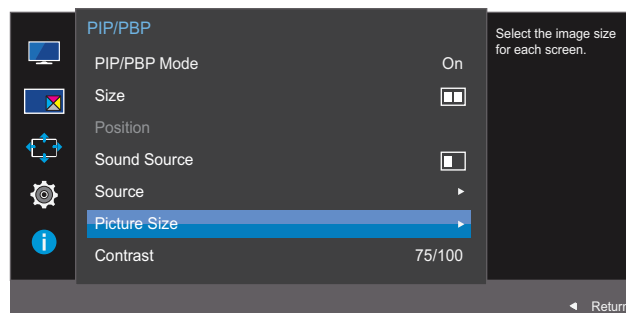 PIP/PBP
Select the image size
for each screen.
PIP/PBP Mode On
Size
Position
Sound Source
Source
Picture Size
Contrast 75/100
Return